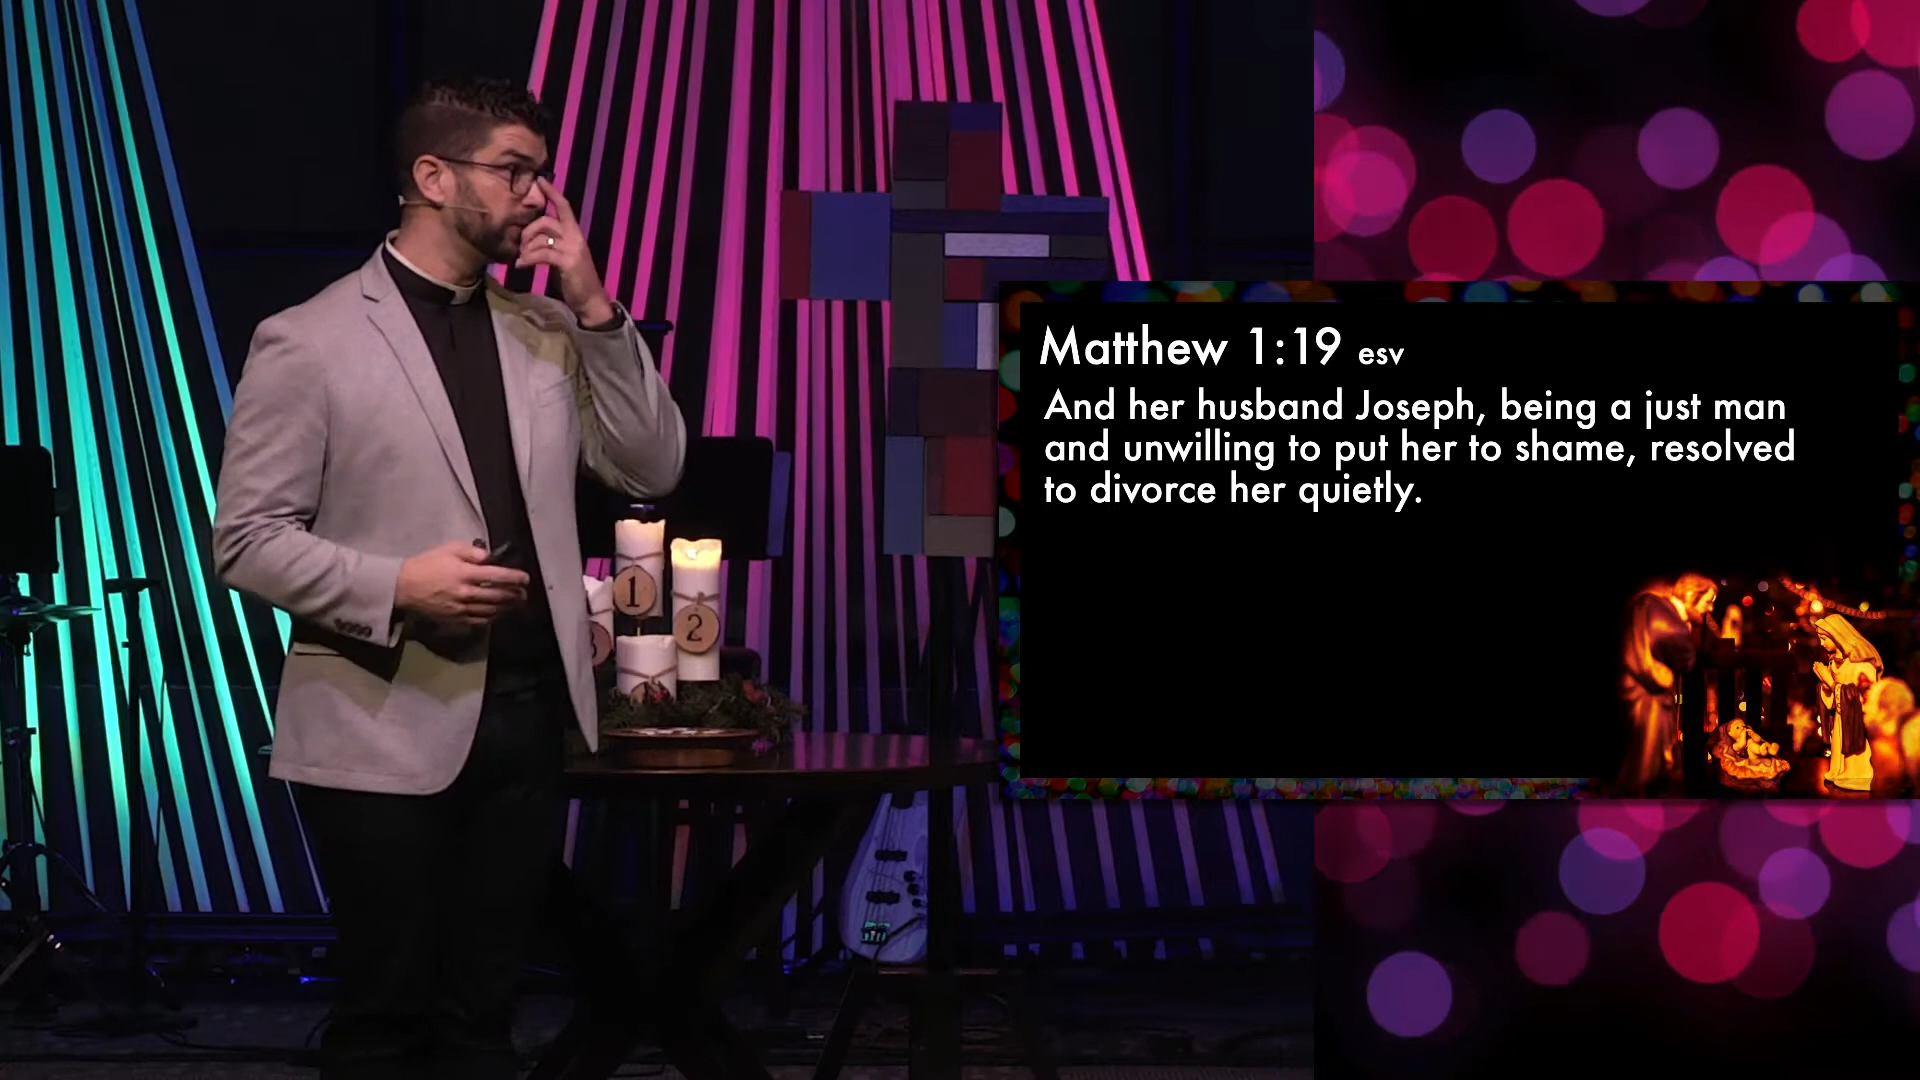 Matthew 1:19 esv
And her husband Joseph, being a just man
and unwilling to put her to shame, resolved
to divorce her quietly.
1
2
3